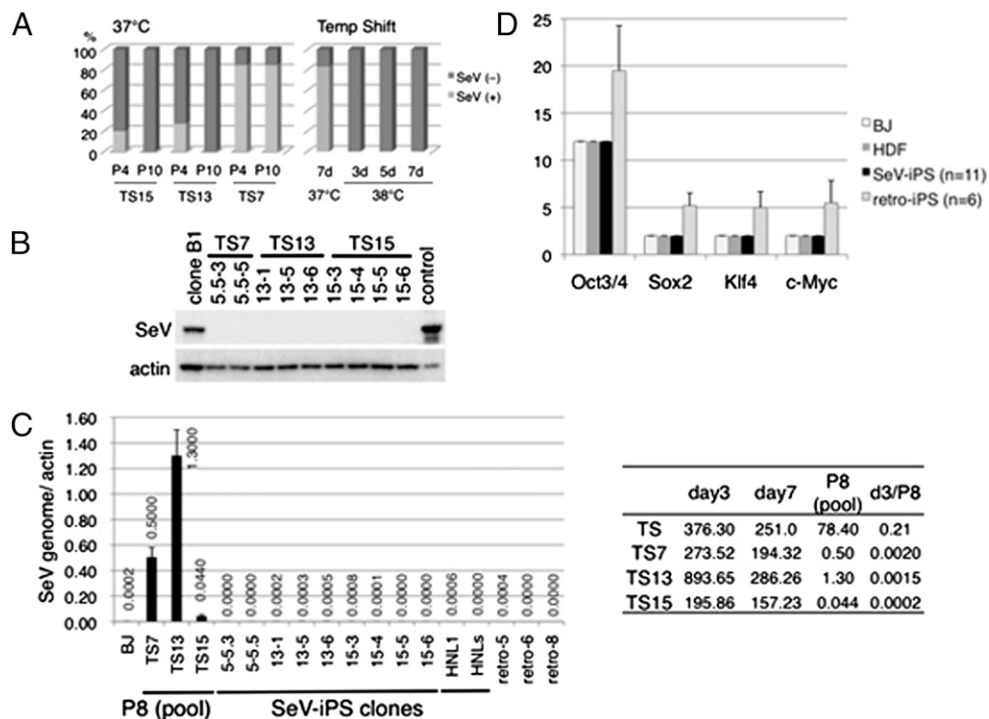 A
37°C
Temp Shift
%
100
80
60
40
20
0
SeV (−)
SeV (+)
P4 P10 P4 P10 P4 P10
TS15 TS13 TS7
7d 3d 5d 7d
37°C 38°C
B
clone B1
TS7
5.5-3
5.5-5
TS13
13-1
13-5
13-6
TS15
15-3
15-4
15-5
15-6
control
SeV
actin
C
SeV genome/ actin
1.60
1.40
1.20
1.00
0.80
0.60
0.40
0.20
0.00
0.0002
0.5000
1.3000
0.0440
0.0000
0.0000
0.0002
0.0003
0.0005
0.0008
0.0001
0.0000
0.0000
0.0006
0.0000
0.0004
0.0000
0.0000
BJ
TS7
TS13
TS15
5-5.3
5-5.5
13-1
13-5
13-6
15-3
15-4
15-5
15-6
HNL1
HNLs
retro-5
retro-6
retro-8
P8 (pool)
SeV-iPS clones
D
25
20
15
10
5
0
Oct3/4 Sox2 Klf4 c-Myc
BJ
HDF
SeV-iPS (n=11)
retro-iPS (n=6)
day3 day7 P8 (pool) d3/P8
TS 376.30 251.0 78.40 0.21
TS7 273.52 194.32 0.50 0.0020
TS13 893.65 286.26 1.30 0.0015
TS15 195.86 157.23 0.044 0.0002